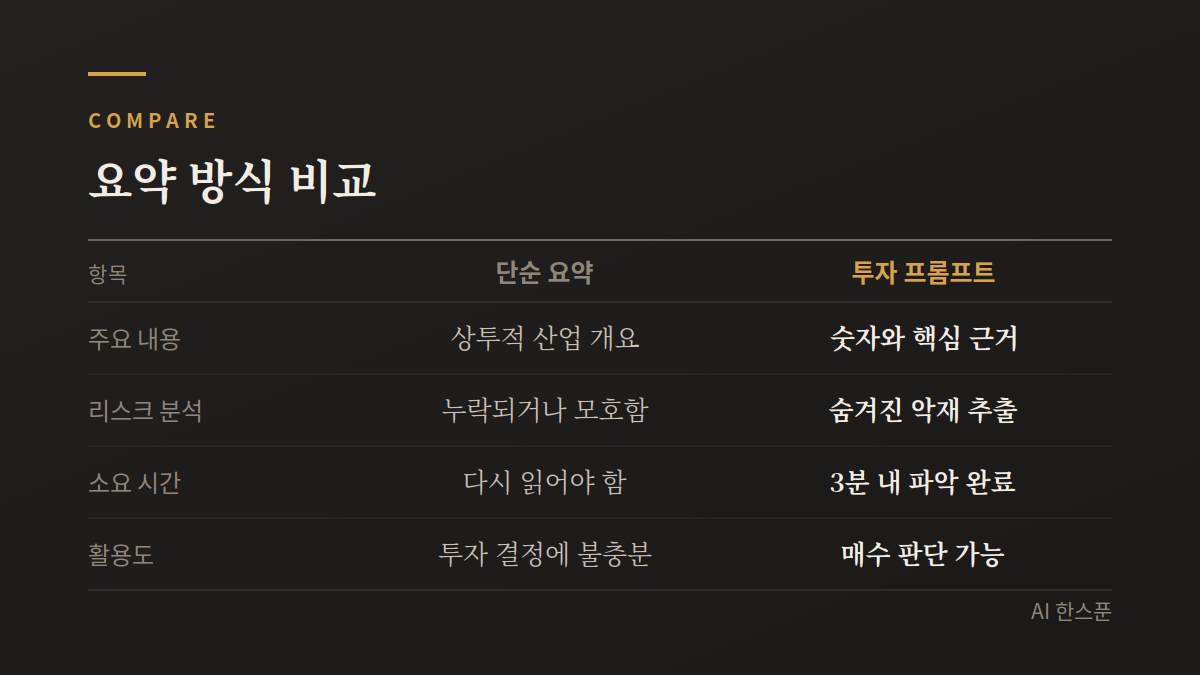 COMPARE
요약 방식 비교
항목 단순 요약 투자 프롬프트
주요 내용 상투적 산업 개요 숫자와 핵심 근거
리스크 분석 누락되거나 모호함 숨겨진 악재 추출
소요 시간 다시 읽어야 함 3분 내 파악 완료
활용도 투자 결정에 불충분 매수 판단 가능
AI 한스푼